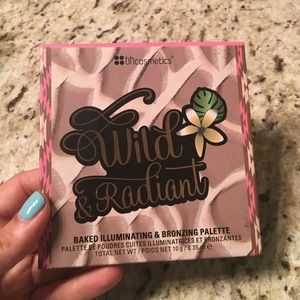 bhcosmetics®
Wild
& Radiant
BAKED ILLUMINATING & BRONZING PALETTE
PALETTE DE POUDRES CUITES ILLUMINATRICES ET BRONZANTES
TOTAL NET WT / POIDS NET 10 g / 0.35 oz e